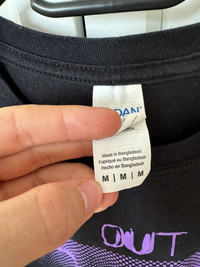 DAN
Made in Bangladesh
Fabriqué au Bangladesh
Hecho en Bangladesh
M | M | M
OUT